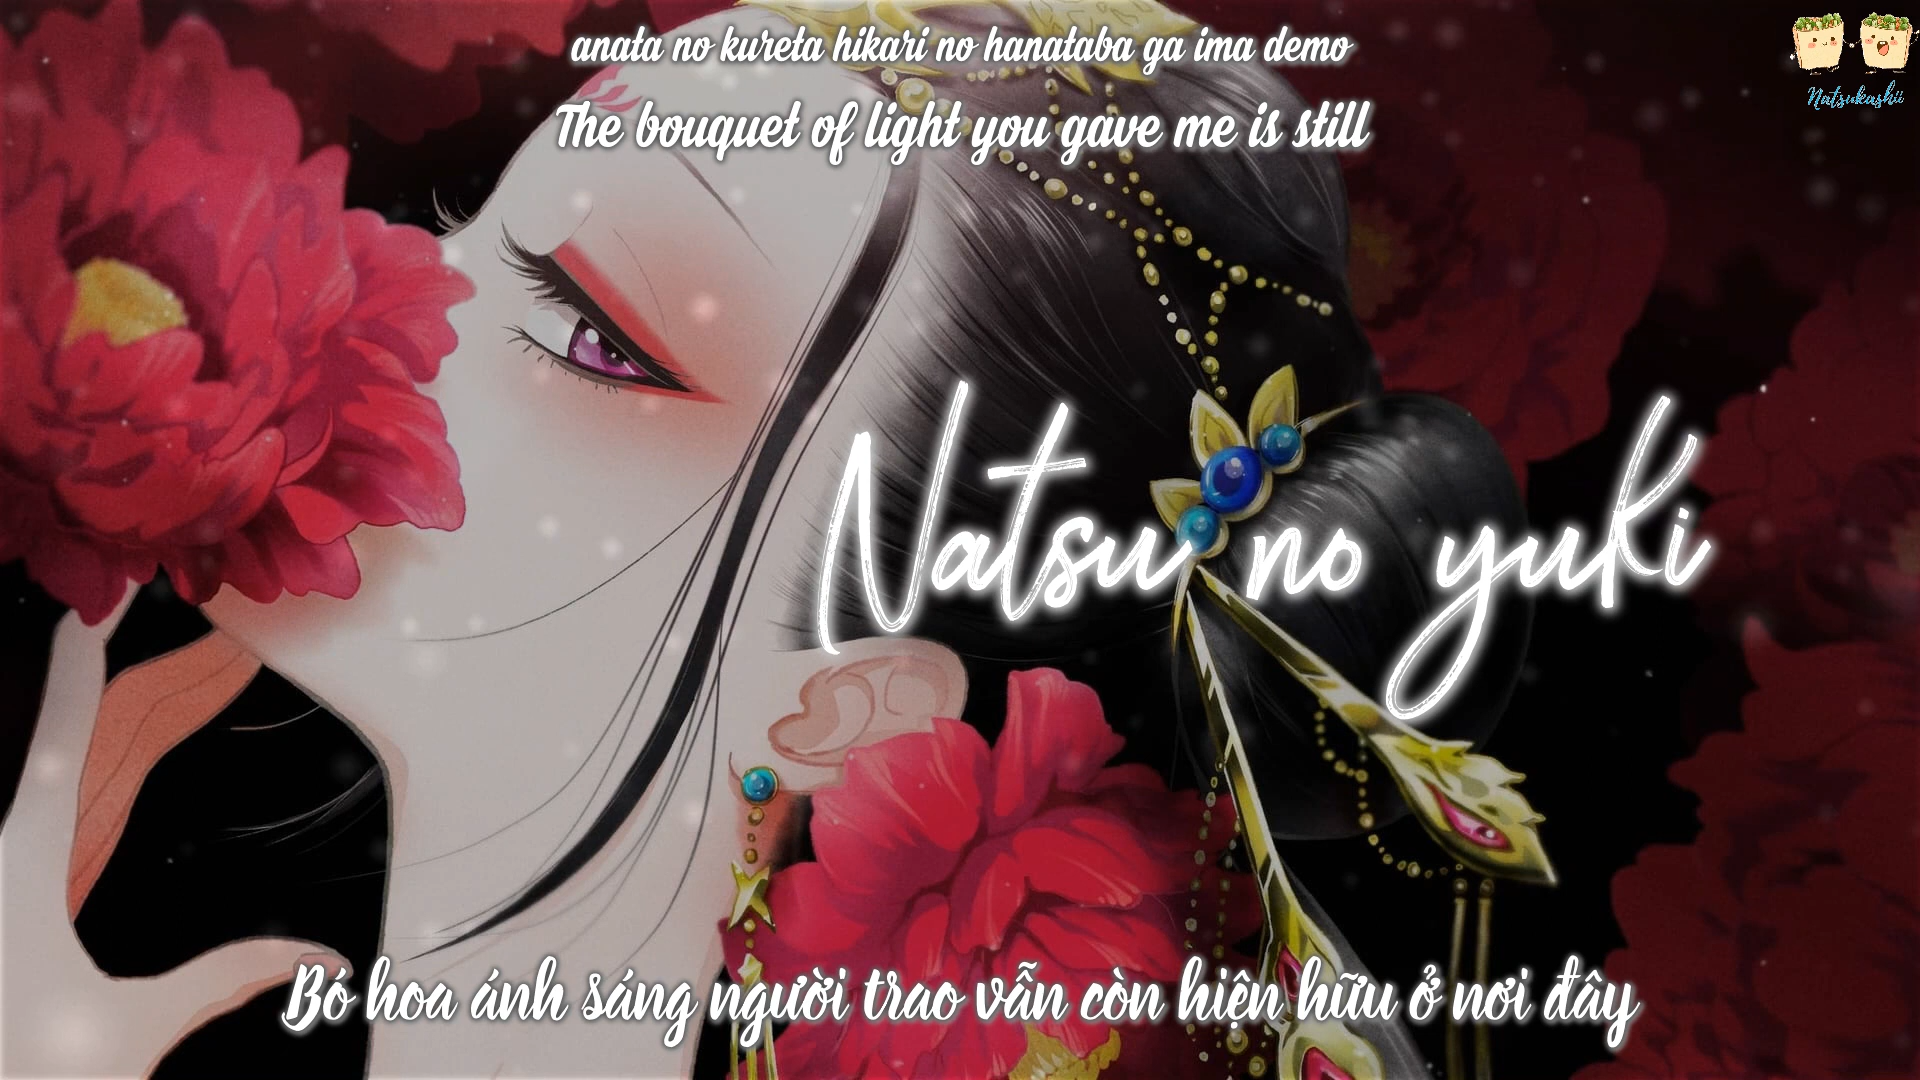 anata no kureta hikari no hanataba ga ima demo
The bouquet of light you gave me is still
Natsukashii
Natsu no yuki
Bó hoa ánh sáng người trao vẫn còn hiện hữu ở nơi đây